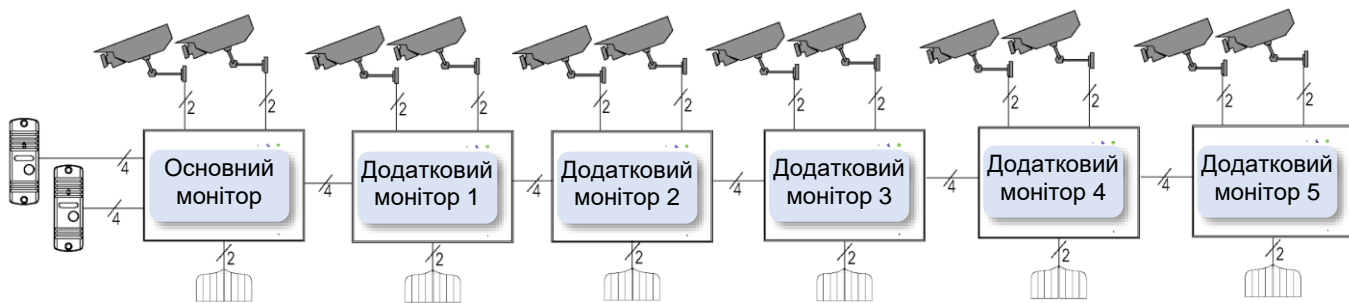 2 2 2 2 2 2 2 2 2 2 2 2
4
4
Основний
монітор
4
Додатковий
монітор 1
4
Додатковий
монітор 2
4
Додатковий
монітор 3
4
Додатковий
монітор 4
4
Додатковий
монітор 5
2 2 2 2 2 2